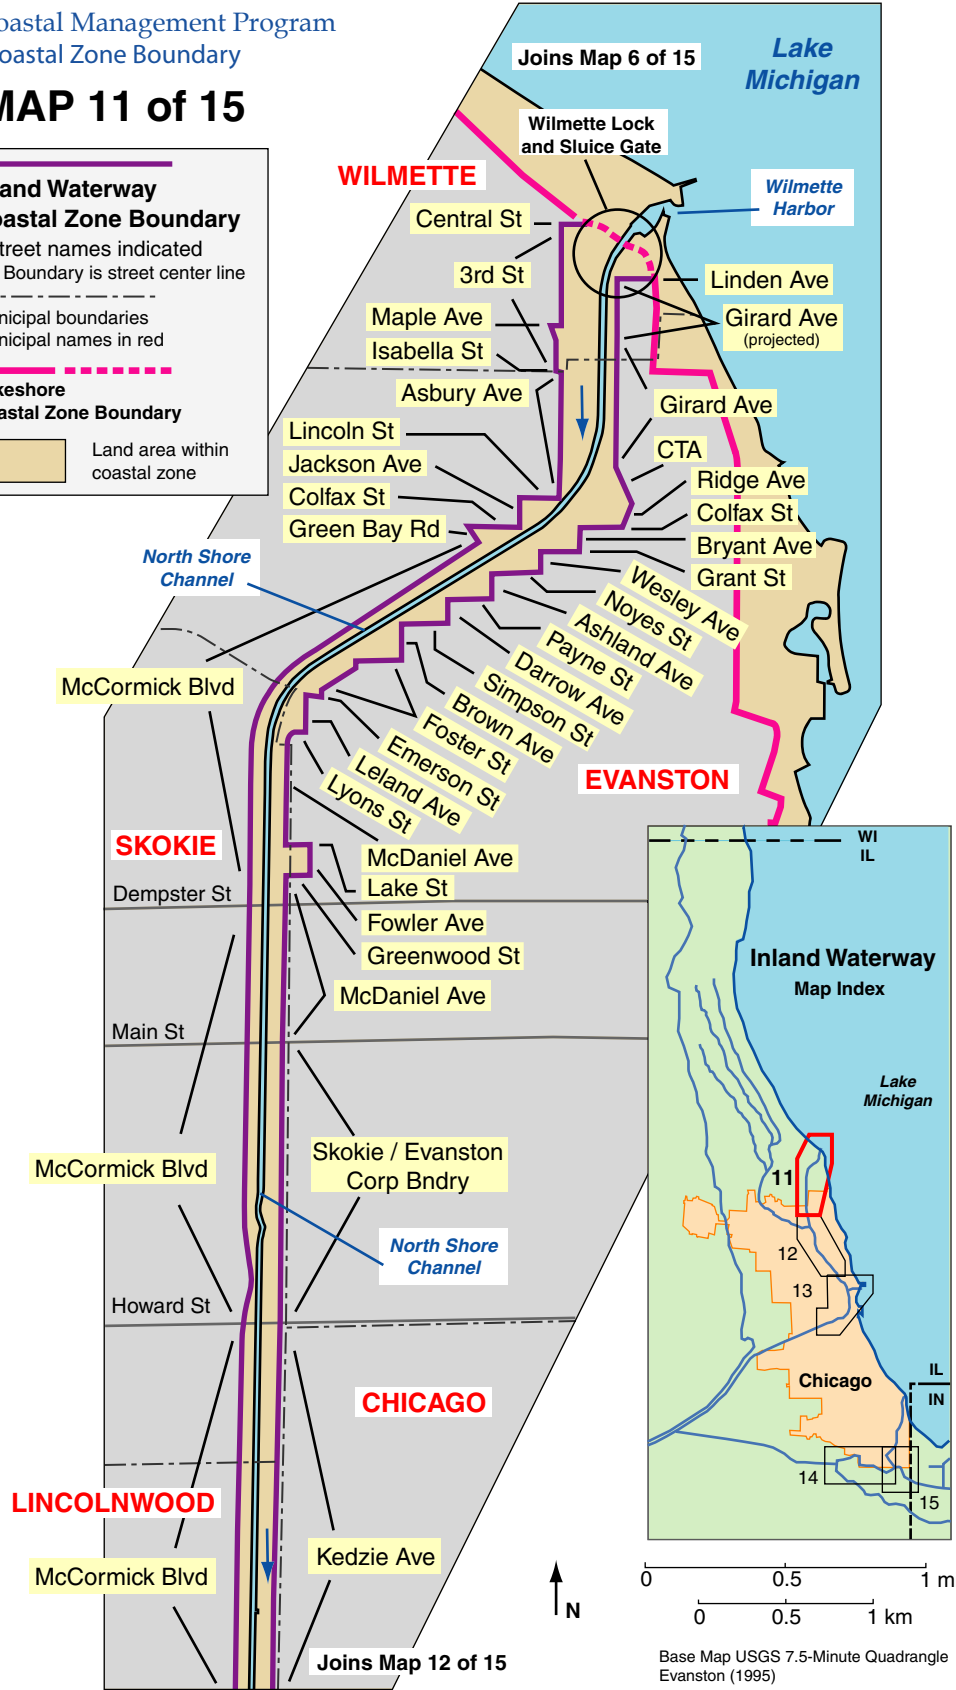 oastal Management Program
oastal Zone Boundary
MAP 11 of 15
and Waterway
oastal Zone Boundary
treet names indicated
Boundary is street center line
nicipal boundaries
nicipal names in red
keshore
astal Zone Boundary
Land area within
coastal zone
Joins Map 6 of 15
Lake
Michigan
Wilmette Lock
and Sluice Gate
WILMETTE
Wilmette
Harbor
Central St
3rd St
Linden Ave
Maple Ave
Girard Ave
(projected)
Isabella St
Asbury Ave
Girard Ave
Lincoln St
CTA
Jackson Ave
Ridge Ave
Colfax St
Colfax St
Green Bay Rd
Bryant Ave
Grant St
North Shore
Channel
Wesley Ave
Noyes St
Ashland Ave
Payne St
Darrow Ave
Simpson St
Brown Ave
Foster St
Emerson St
Leland Ave
Lyons St
McCormick Blvd
EVANSTON
SKOKIE
McDaniel Ave
Lake St
Dempster St
Fowler Ave
Greenwood St
McDaniel Ave
Main St
McCormick Blvd
Skokie / Evanston
Corp Bndry
North Shore
Channel
Howard St
CHICAGO
LINCOLNWOOD
McCormick Blvd
Kedzie Ave
Joins Map 12 of 15
N
WI
IL
Inland Waterway
Map Index
Lake
Michigan
11
12
13
Chicago
IL
IN
14
15
0 0.5 1 m
0 0.5 1 km
Base Map USGS 7.5-Minute Quadrangle
Evanston (1995)